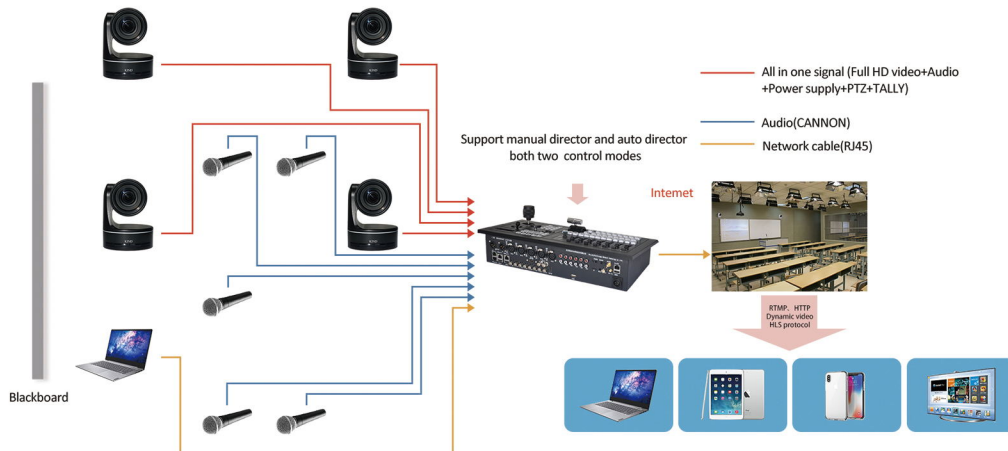 All in one signal (Full HD video+Audio
+Power supply+PTZ+TALLY)
Audio(CANNON)
Network cable(RJ45)
Support manual director and auto director
both two control modes
Internet
RTMP. HTTP
Dynamic video
HLS protocol
Blackboard